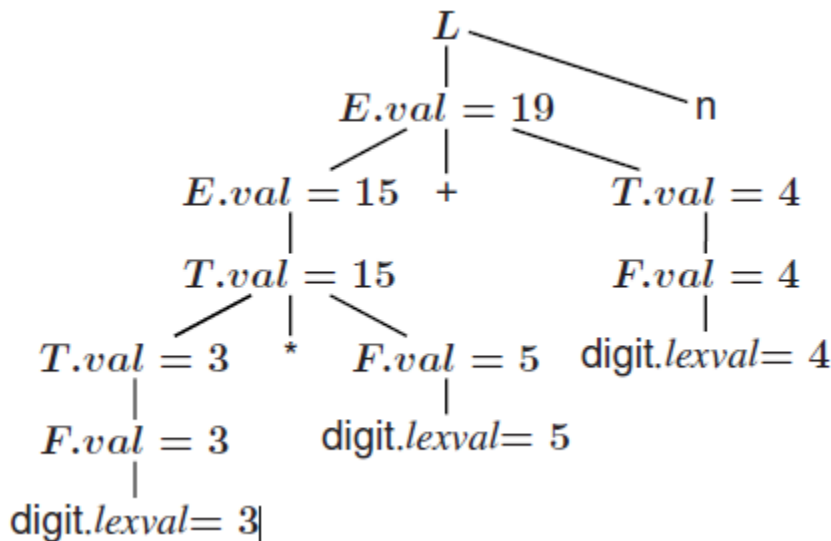 L
E.val = 19 n
E.val = 15 + T.val = 4
T.val = 15 F.val = 4
T.val = 3 * F.val = 5 digit.lexval= 4
F.val = 3 digit.lexval= 5
digit.lexval= 3